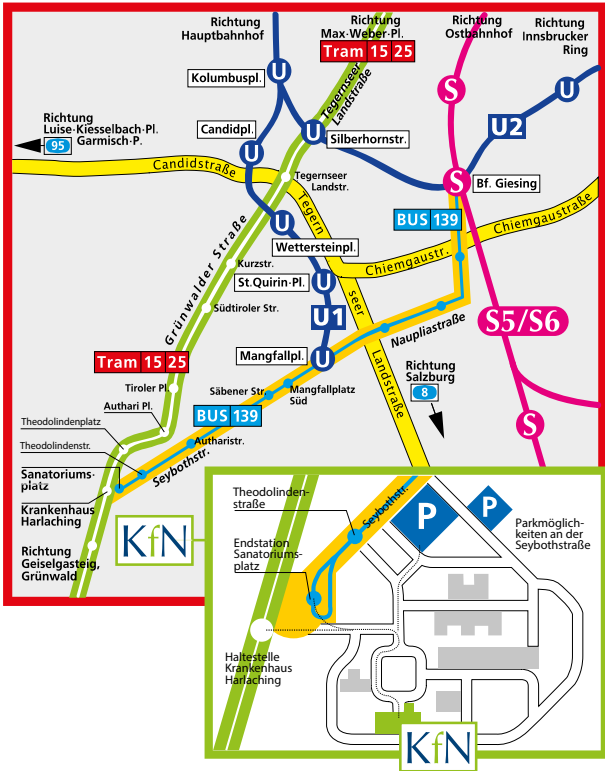 Richtung
Hauptbahnhof
Richtung
Max-Weber-Pl.
Tram 15 25
Richtung
Ostbahnhof
Richtung
Innsbrucker
Ring
Kolumbuspl.
U
U
S
Tegernseer
Landstraße
Richtung
Luise-Kiesselbach-Pl.
Garmisch-P.
95
Candidpl.
U
U
Silberhornstr.
U2
Candidstraße
Tegernseer
Landstr.
S
Bf. Giesing
Tegern
seer
Landstraße
BUS 139
Chiemgaustr.
Chiemgaustraße
U
Wettersteinpl.
Grünwalder Straße
Kurzstr.
St.Quirin-Pl.
U
Südtiroler Str.
U1
Naupliastraße
S5/S6
Mangfallpl.
U
Tram 15 25
Richtung
Salzburg
8
Tiroler Pl.
Säbener Str.
Mangfallplatz
Süd
Authari Pl.
BUS 139
S
Theodolindenplatz
Autharistr.
Theodolindenstr.
Seybothstr.
Sanatoriums-
platz
Krankenhaus
Harlaching
KfN
Richtung
Geiselgasteig,
Grünwald
Theodolinden-
straße
Seybothstr.
P
P
Parkmöglich-
keiten an der
Seybothstraße
Endstation
Sanatoriums-
platz
Haltestelle
Krankenhaus
Harlaching
KfN